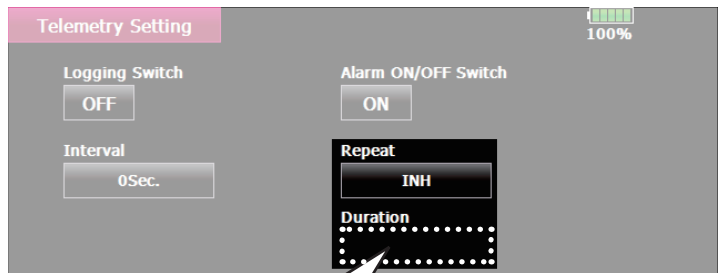 Telemetry Setting
100%
Logging Switch
OFF
Alarm ON/OFF Switch
ON
Interval
0Sec.
Repeat
INH
Duration